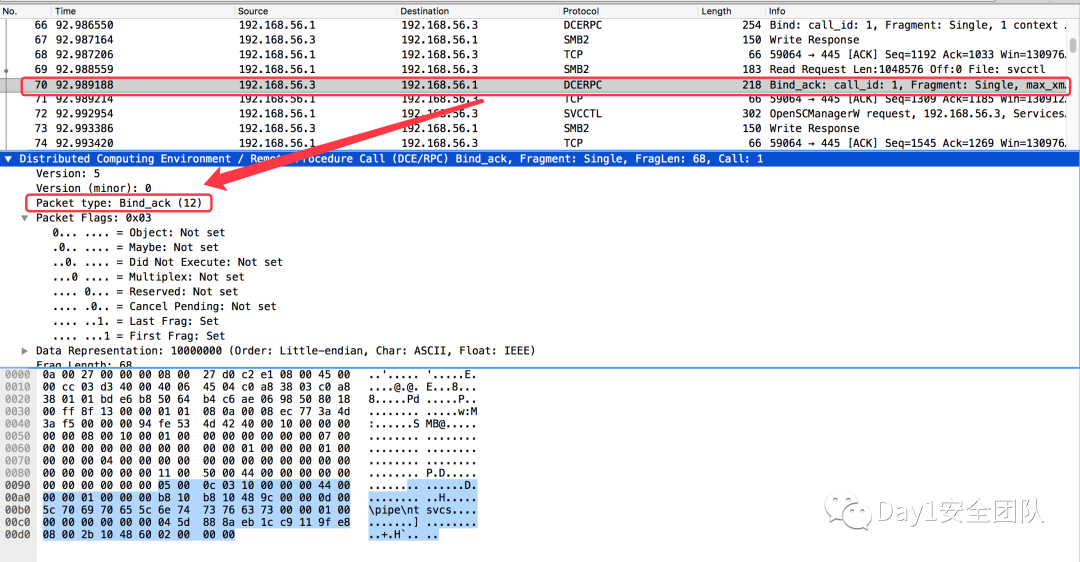 No. Time Source Destination Protocol Length Info
66 92.986550 192.168.56.1 192.168.56.3 DCERPC 254 Bind: call_id: 1, Fragment: Single, 1 context
67 92.987164 192.168.56.3 192.168.56.1 SMB2 150 Write Response
68 92.987206 192.168.56.1 192.168.56.3 TCP 66 59064 → 445 [ACK] Seq=1192 Ack=1033 Win=130976
69 92.988559 192.168.56.1 192.168.56.3 SMB2 183 Read Request Len:1048576 Off:0 File: svcctl
70 92.989188 192.168.56.3 192.168.56.1 DCERPC 218 Bind_ack: call_id: 1, Fragment: Single, max_xm
71 92.989214 192.168.56.1 192.168.56.3 TCP 66 59064 → 445 [ACK] Seq=1309 Ack=1185 Win=130912
72 92.992954 192.168.56.1 192.168.56.3 SVCCTL 302 OpenSCManagerW request, 192.168.56.3, Services
73 92.993386 192.168.56.3 192.168.56.1 SMB2 150 Write Response
74 92.993420 192.168.56.1 192.168.56.3 TCP 66 59064 → 445 [ACK] Seq=1545 Ack=1269 Win=130976
Distributed Computing Environment / Remote Procedure Call (DCE/RPC) Bind_ack, Fragment: Single, FragLen: 68, Call: 1
Version: 5
Version (minor): 0
Packet type: Bind_ack (12)
Packet Flags: 0x03
0... .... = Object: Not set
.0.. .... = Maybe: Not set
..0. .... = Did Not Execute: Not set
...0 .... = Multiplex: Not set
.... 0... = Reserved: Not set
.... .0.. = Cancel Pending: Not set
.... ..1. = Last Frag: Set
.... ...1 = First Frag: Set
Data Representation: 10000000 (Order: Little-endian, Char: ASCII, Float: IEEE)
Frag Length: 68
0000 0a 00 27 00 00 00 08 00 27 d0 c2 e1 08 00 45 00 ..'..... '.....E.
0010 00 cc 03 d3 40 00 40 06 45 04 c0 a8 38 03 c0 a8 ....@.@. E...8...
0020 38 01 01 bd e6 b8 50 64 b4 c6 ae 06 98 50 80 18 8.....Pd .....P..
0030 00 ff 8f 13 00 00 01 01 08 0a 00 08 ec 77 3a 4d ........ .....w:M
0040 3a f5 00 00 00 94 fe 53 4d 42 40 00 10 00 00 00 :......S MB@.....
0050 00 00 08 00 10 00 01 00 00 00 00 00 00 00 07 00 ........ ........
0060 00 00 00 00 00 00 00 00 00 01 00 00 00 00 01 00 ........ ........
0070 00 00 00 04 00 00 00 00 00 00 00 00 00 00 00 00 ........ ........
0080 00 00 00 00 00 00 11 00 50 00 44 00 00 00 00 00 ........ P.D.....
0090 00 00 00 00 00 00 05 00 0c 03 10 00 00 00 44 00 ........ ......D.
00a0 00 00 01 00 00 00 b8 10 b8 10 48 9c 00 00 0d 00 ........ ..H.....
00b0 5c 70 69 70 65 5c 6e 74 73 76 63 73 00 00 01 00 \pipe\nt svcs....
00c0 00 00 00 00 00 00 04 5d 88 8a eb 1c c9 11 9f e8 .......] ........
00d0 08 00 2b 10 48 60 02 00 00 00 ..+.H`.. ..
Day1安全团队